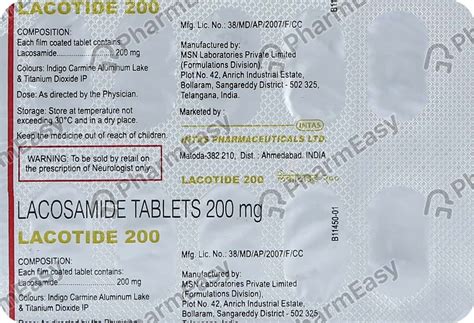 LACOTIDE 200
COMPOSITION:
Each film coated tablet contains:
Lacosamide.................... 200 mg
Colours: Indigo Carmine Aluminum Lake
& Titanium Dioxide IP
Dose: As directed by the Physician.
Storage: Store at temperature not
exceeding 30°C and in a dry place.
Keep the medicine out of reach of children.
WARNING: To be sold by retail on
the prescription of Neurologist only.
Mfg. Lic. No.: 38/MD/AP/2007/F/CC
Manufactured by:
MSN Laboratories Private Limited
(Formulations Division),
Plot No. 42, Anrich Industrial Estate,
Bollaram, Sangareddy District - 502 325,
Telangana, India.
Marketed by :
INTAS
INTAS PHARMACEUTICALS LTD
Matoda-382 210, Dist. Ahmedabad. INDIA
LACOTIDE 200
LACOSAMIDE TABLETS 200 mg
LACOTIDE 200
B11450-01
COMPOSITION:
Each film coated tablet contains:
Lacosamide.................... 200 mg
Colours: Indigo Carmine Aluminum Lake
& Titanium Dioxide IP
Mfg. Lic. No.: 38/MD/AP/2007/F/CC
Manufactured by:
MSN Laboratories Private Limited
(Formulations Division),
Plot No. 42, Anrich Industrial Estate,
PharmEasy
PharmEasy
PharmEasy